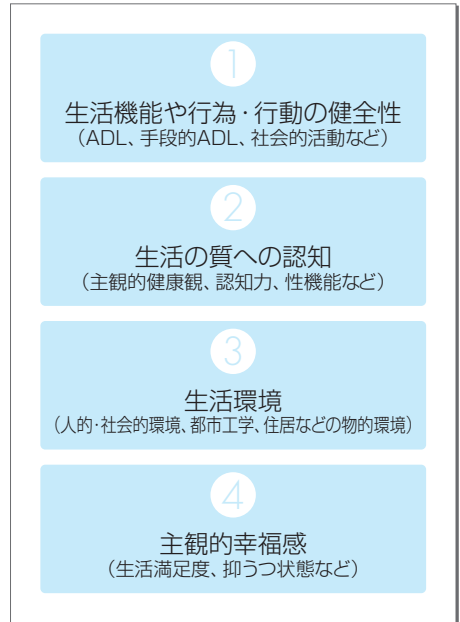 1
生活機能や行為・行動の健全性
（ADL、手段的ADL、社会的活動など）
2
生活の質への認知
（主観的健康観、認知力、性機能など）
3
生活環境
（人的・社会的環境、都市工学、住居などの物的環境）
4
主観的幸福感
（生活満足度、抑うつ状態など）